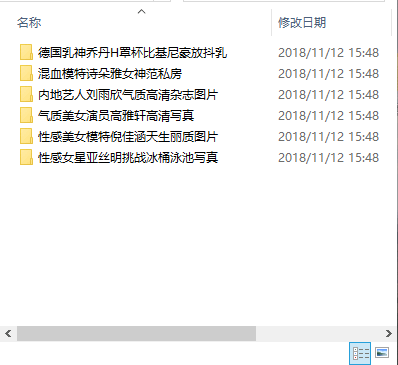 名称 修改日期
德国乳神乔丹H罩杯比基尼豪放抖乳 2018/11/12 15:48
混血模特诗朵雅女神范私房 2018/11/12 15:48
内地艺人刘雨欣气质高清杂志图片 2018/11/12 15:48
气质美女演员高雅轩高清写真 2018/11/12 15:48
性感美女模特倪佳涵天生丽质图片 2018/11/12 15:48
性感女星亚丝明挑战冰桶泳池写真 2018/11/12 15:48